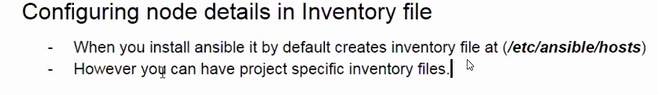 Configuring node details in Inventory file
- When you install ansible it by default creates inventory file at (/etc/ansible/hosts)
- However you can have project specific inventory files.